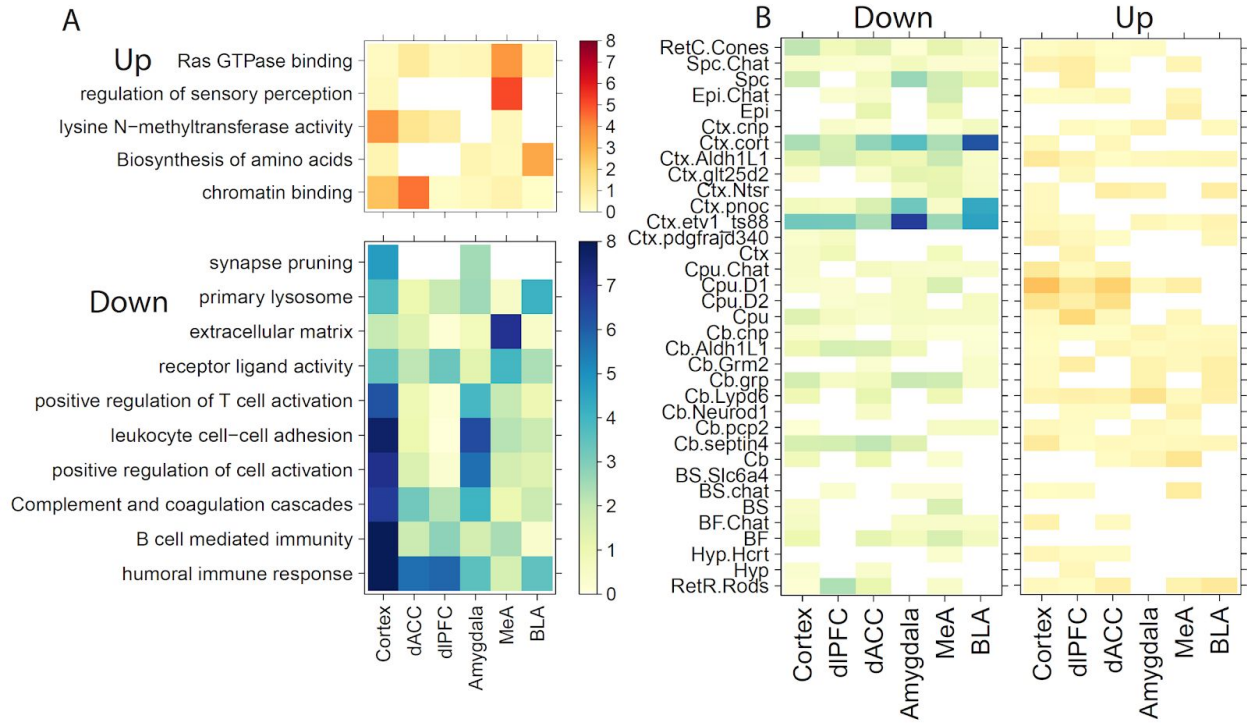 A
Up
Ras GTPase binding
regulation of sensory perception
lysine N−methyltransferase activity
Biosynthesis of amino acids
chromatin binding
8
7
6
5
4
3
2
1
0
Down
synapse pruning
primary lysosome
extracellular matrix
receptor ligand activity
positive regulation of T cell activation
leukocyte cell−cell adhesion
positive regulation of cell activation
Complement and coagulation cascades
B cell mediated immunity
humoral immune response
8
7
6
5
4
3
2
1
0
Cortex
dACC
dlPFC
Amygdala
MeA
BLA
B
Down
Up
RetC.Cones
Spc.Chat
Spc
Epi.Chat
Epi
Ctx.cnp
Ctx.cort
Ctx.Aldh1L1
Ctx.glt25d2
Ctx.Ntsr
Ctx.pnoc
Ctx.etv1_ts88
Ctx.pdgfrajd340
Ctx
Cpu.Chat
Cpu.D1
Cpu.D2
Cpu
Cb.cnp
Cb.Aldh1L1
Cb.Grm2
Cb.grp
Cb.Lypd6
Cb.Neurod1
Cb.pcp2
Cb.septin4
Cb
BS.Slc6a4
BS.chat
BS
BF.Chat
BF
Hyp.Hcrt
Hyp
RetR.Rods
Cortex
dlPFC
dACC
Amygdala
MeA
BLA
Cortex
dlPFC
dACC
Amygdala
MeA
BLA